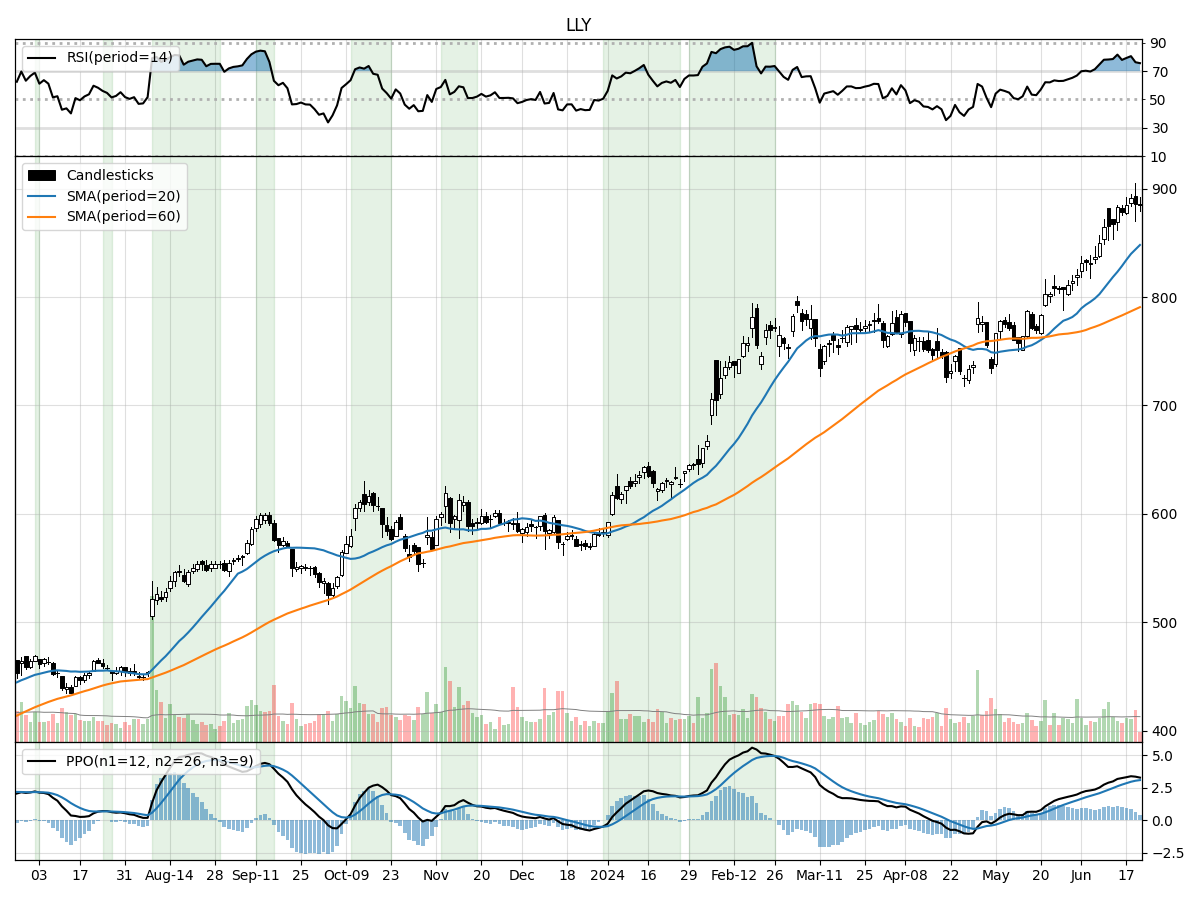 LLY
RSI(period=14)
90
70
50
30
10
Candlesticks
SMA(period=20)
SMA(period=60)
900
800
700
600
500
400
PPO(n1=12, n2=26, n3=9)
5.0
2.5
0.0
−2.5
03 17 31 Aug-14 28 Sep-11 25 Oct-09 23 Nov 20 Dec 18 2024 16 29 Feb-12 26 Mar-11 25 Apr-08 22 May 20 Jun 17